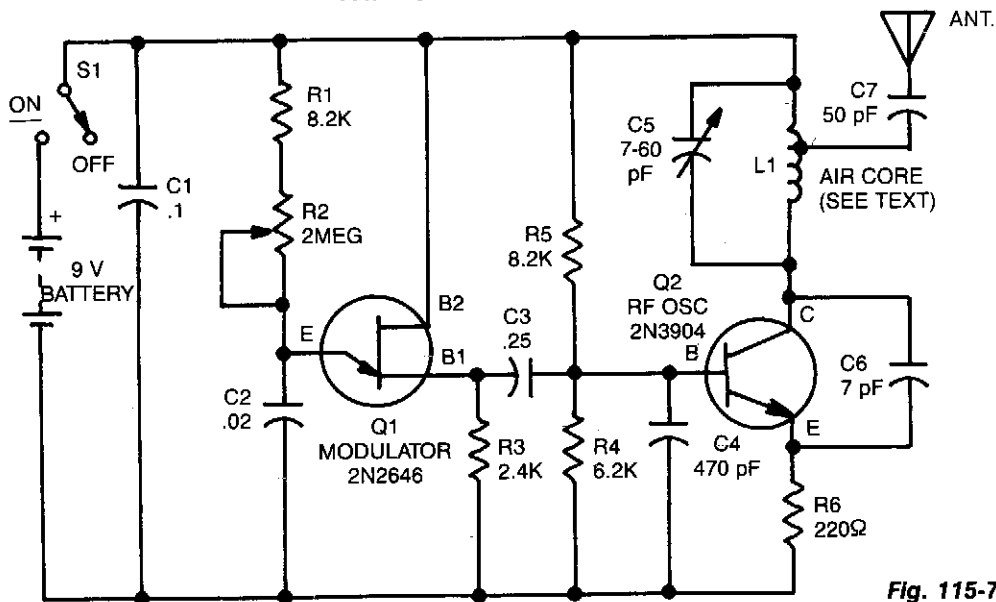 ANT.
S1
ON
OFF
R1
8.2K
C7
50 pF
C5
7-60
pF
L1
AIR CORE
(SEE TEXT)
C1
.1
+
R2
2MEG
R5
8.2K
9 V
BATTERY
Q2
RF OSC
2N3904
B2
C
E
C3
.25
B1
B
C6
7 pF
C2
.02
Q1
MODULATOR
2N2646
R3
2.4K
R4
6.2K
C4
470 pF
E
R6
220Ω
Fig. 115-7